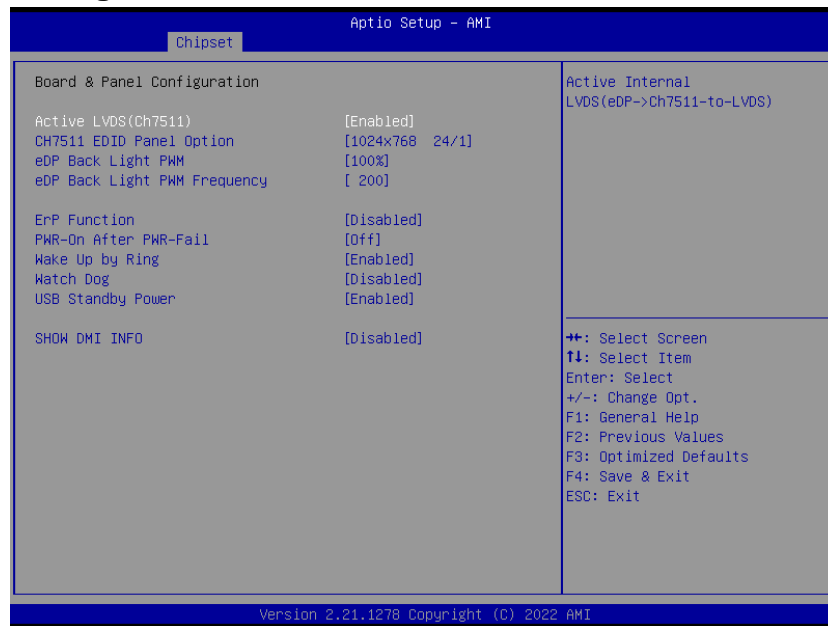 Aptio Setup – AMI
Chipset
Board & Panel Configuration
Active LVDS(Ch7511) [Enabled]
CH7511 EDID Panel Option [1024x768 24/1]
eDP Back Light PWM [100%]
eDP Back Light PWM Frequency [ 200]
ErP Function [Disabled]
PWR-On After PWR-Fail [Off]
Wake Up by Ring [Enabled]
Watch Dog [Disabled]
USB Standby Power [Enabled]
SHOW DMI INFO [Disabled]
Active Internal
LVDS(eDP->Ch7511-to-LVDS)
→←: Select Screen
↑↓: Select Item
Enter: Select
+/-: Change Opt.
F1: General Help
F2: Previous Values
F3: Optimized Defaults
F4: Save & Exit
ESC: Exit
Version 2.21.1278 Copyright (C) 2022 AMI